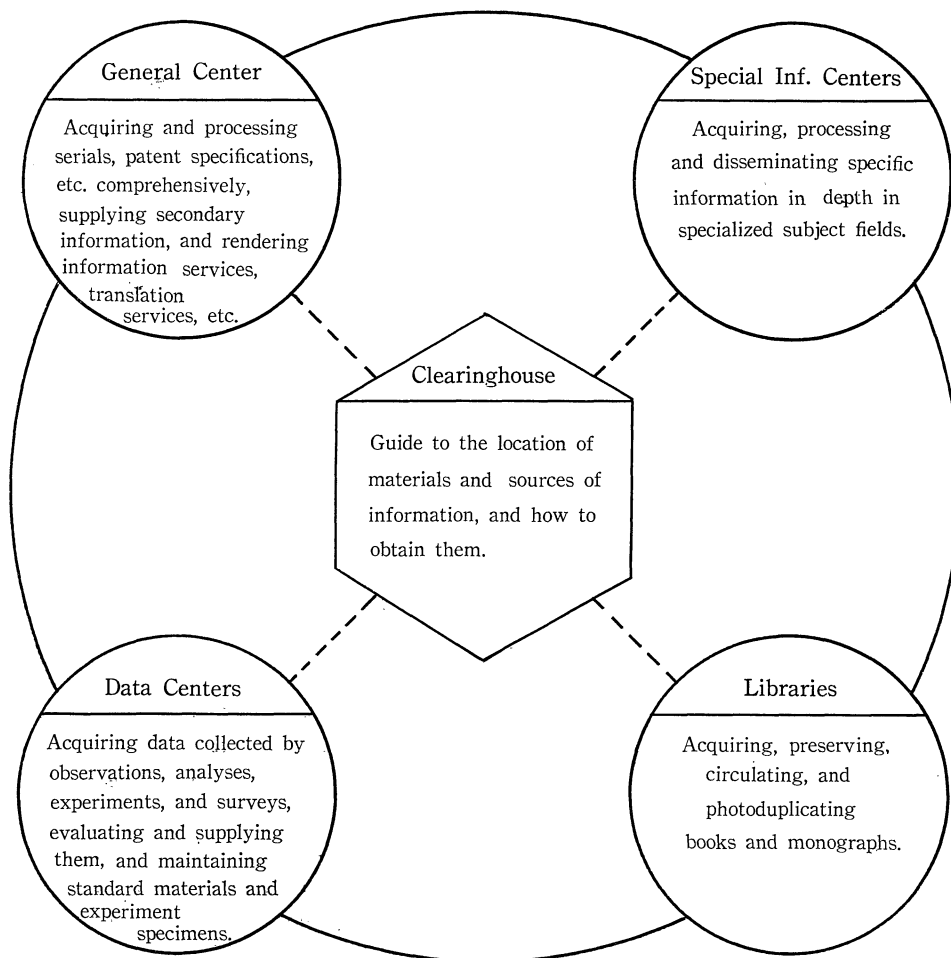 General Center
Acquiring and processing
serials, patent specifications,
etc. comprehensively,
supplying secondary
information, and rendering
information services,
translation
services, etc.
Special Inf. Centers
Acquiring, processing
and disseminating specific
information in depth in
specialized subject fields.
Clearinghouse
Guide to the location of
materials and sources of
information, and how to
obtain them.
Data Centers
Acquiring data collected by
observations, analyses,
experiments, and surveys,
evaluating and supplying
them, and maintaining
standard materials and
experiment
specimens.
Libraries
Acquiring, preserving,
circulating, and
photoduplicating
books and monographs.